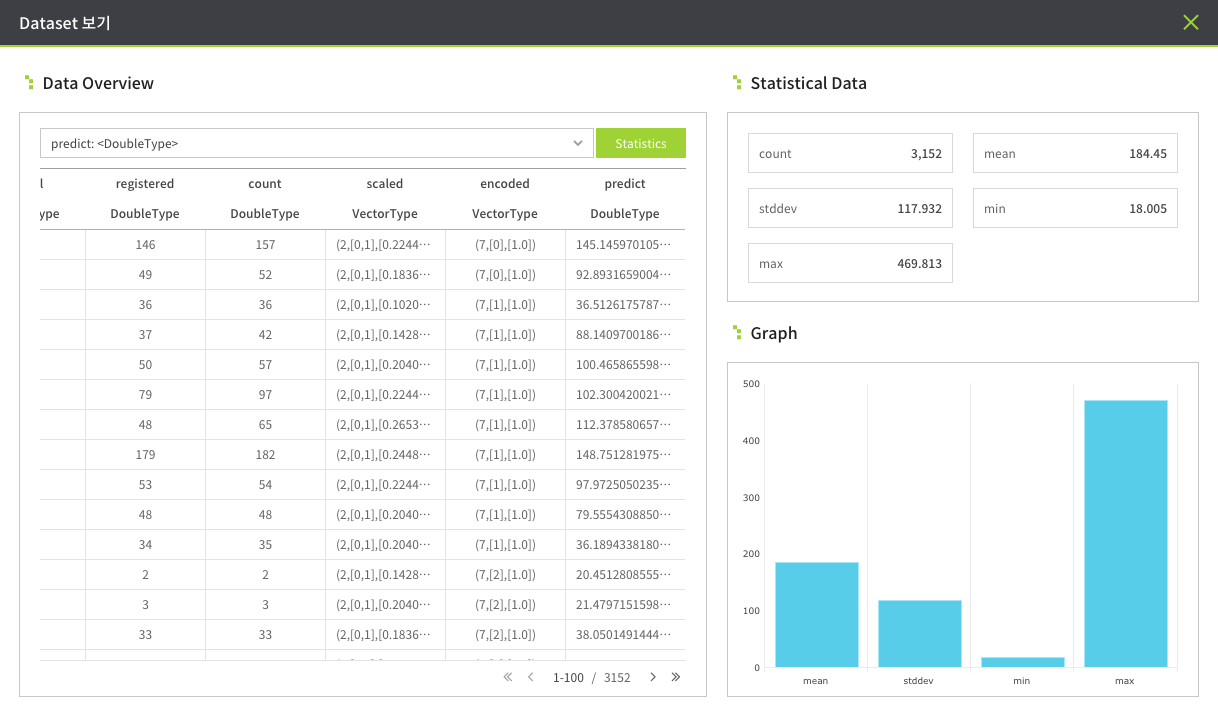 Dataset 보기
Data Overview
predict: <DoubleType>
Statistics
l registered count scaled encoded predict
ype DoubleType DoubleType VectorType VectorType DoubleType
146 157 (2,[0,1],[0.2244··· (7,[0],[1.0]) 145.145970105···
49 52 (2,[0,1],[0.1836··· (7,[0],[1.0]) 92.8931659004···
36 36 (2,[0,1],[0.1020··· (7,[1],[1.0]) 36.5126175787···
37 42 (2,[0,1],[0.1428··· (7,[1],[1.0]) 88.1409700186···
50 57 (2,[0,1],[0.2040··· (7,[1],[1.0]) 100.465865598···
79 97 (2,[0,1],[0.2244··· (7,[1],[1.0]) 102.300420021···
48 65 (2,[0,1],[0.2653··· (7,[1],[1.0]) 112.378580657···
179 182 (2,[0,1],[0.2448··· (7,[1],[1.0]) 148.751281975···
53 54 (2,[0,1],[0.2244··· (7,[1],[1.0]) 97.9725050235···
48 48 (2,[0,1],[0.2040··· (7,[1],[1.0]) 79.5554308850···
34 35 (2,[0,1],[0.2040··· (7,[1],[1.0]) 36.1894338180···
2 2 (2,[0,1],[0.1428··· (7,[2],[1.0]) 20.4512808555···
3 3 (2,[0,1],[0.2040··· (7,[2],[1.0]) 21.4797151598···
33 33 (2,[0,1],[0.1836··· (7,[2],[1.0]) 38.0501491444···
1-100 / 3152
Statistical Data
count 3,152
mean 184.45
stddev 117.932
min 18.005
max 469.813
Graph
500
400
300
200
100
0
mean stddev min max